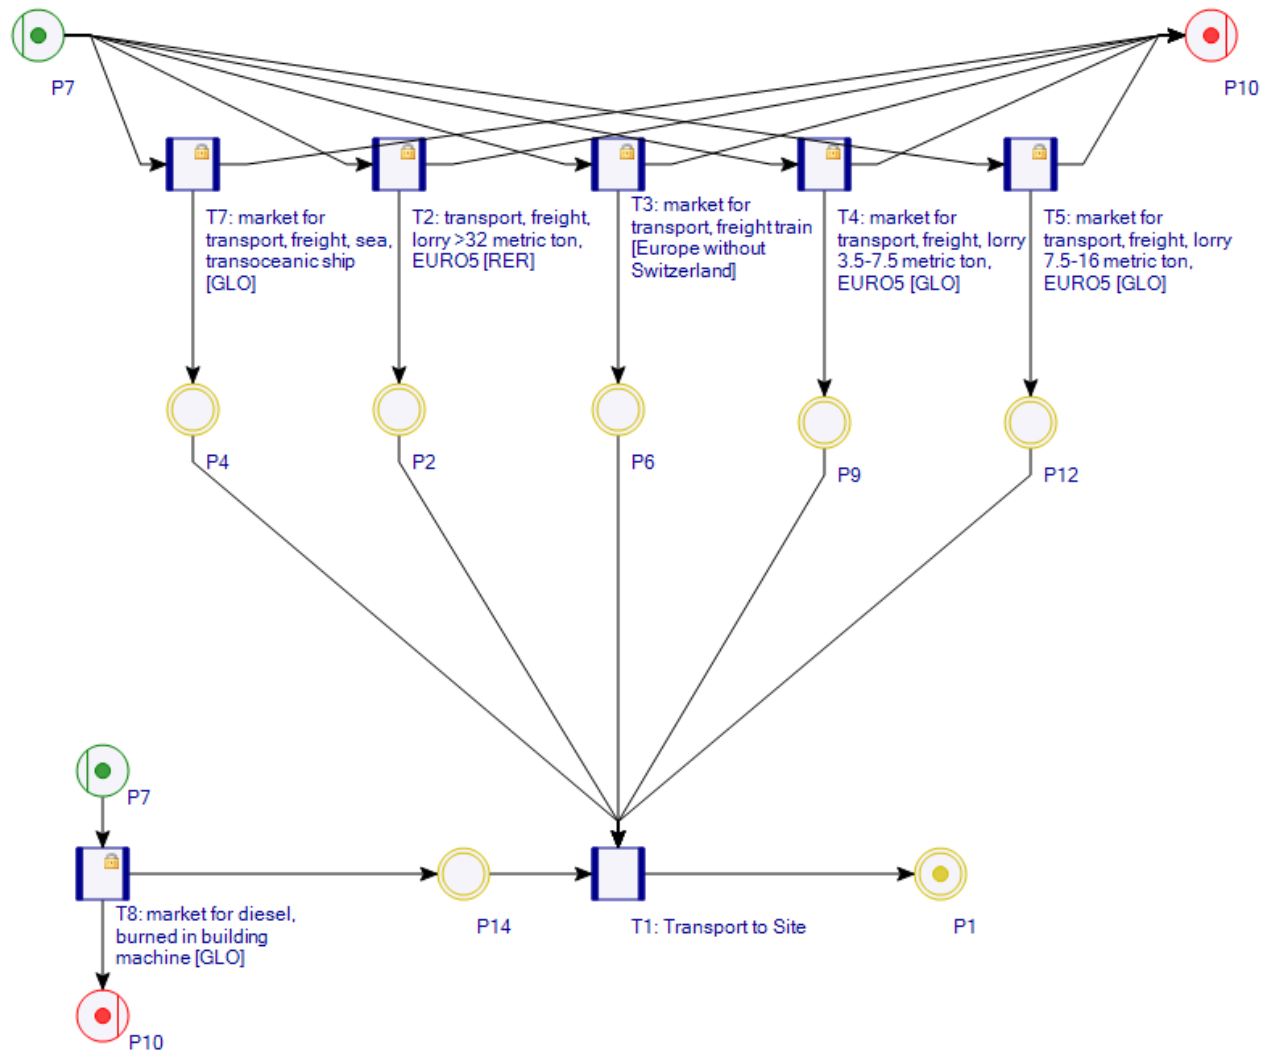 P7
P10
T7: market for
transport, freight, sea,
transoceanic ship
[GLO]
T2: transport, freight,
lorry >32 metric ton,
EURO5 [RER]
T3: market for
transport, freight train
[Europe without
Switzerland]
T4: market for
transport, freight, lorry
3.5-7.5 metric ton,
EURO5 [GLO]
T5: market for
transport, freight, lorry
7.5-16 metric ton,
EURO5 [GLO]
P4
P2
P6
P9
P12
P7
T8: market for diesel,
burned in building
machine [GLO]
P14
T1: Transport to Site
P1
P10